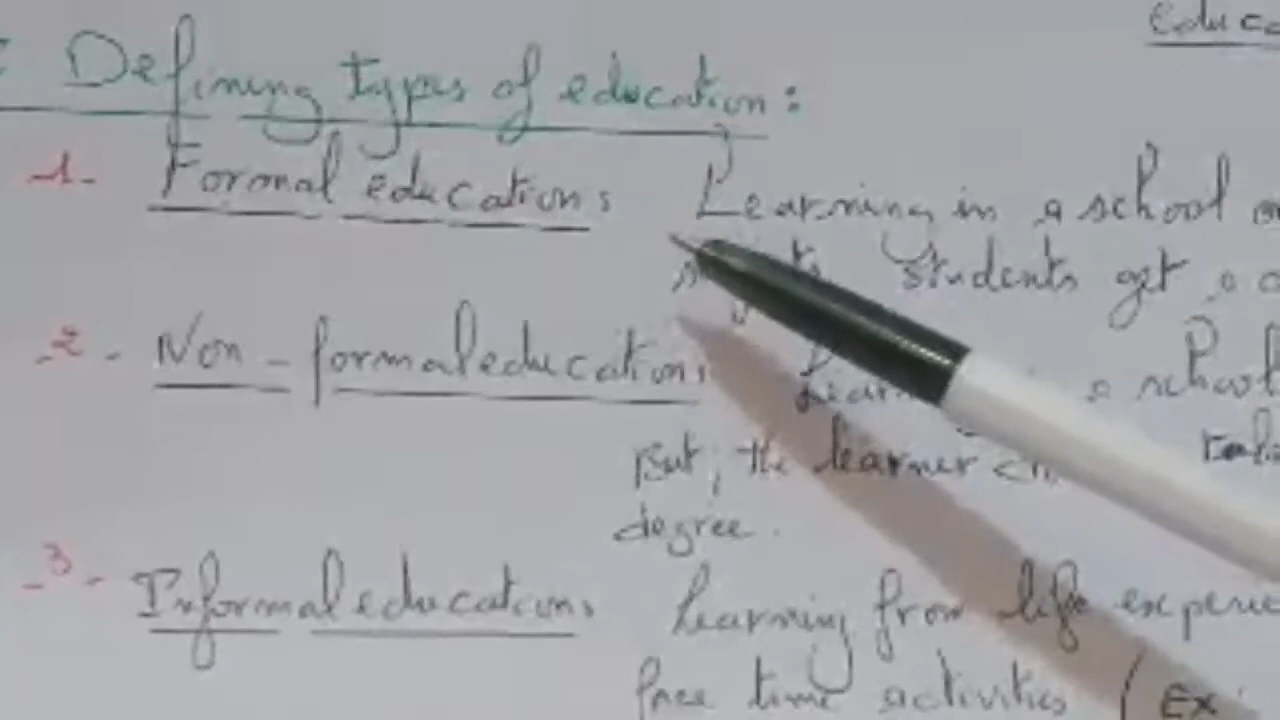 Educa
Defining types of education:
1- Formal education: Learning in a school
students get a
2- Non-formal education: a school
But, the learner
degree.
3- Informal education: Learning from life experie
free time activities (Ex: